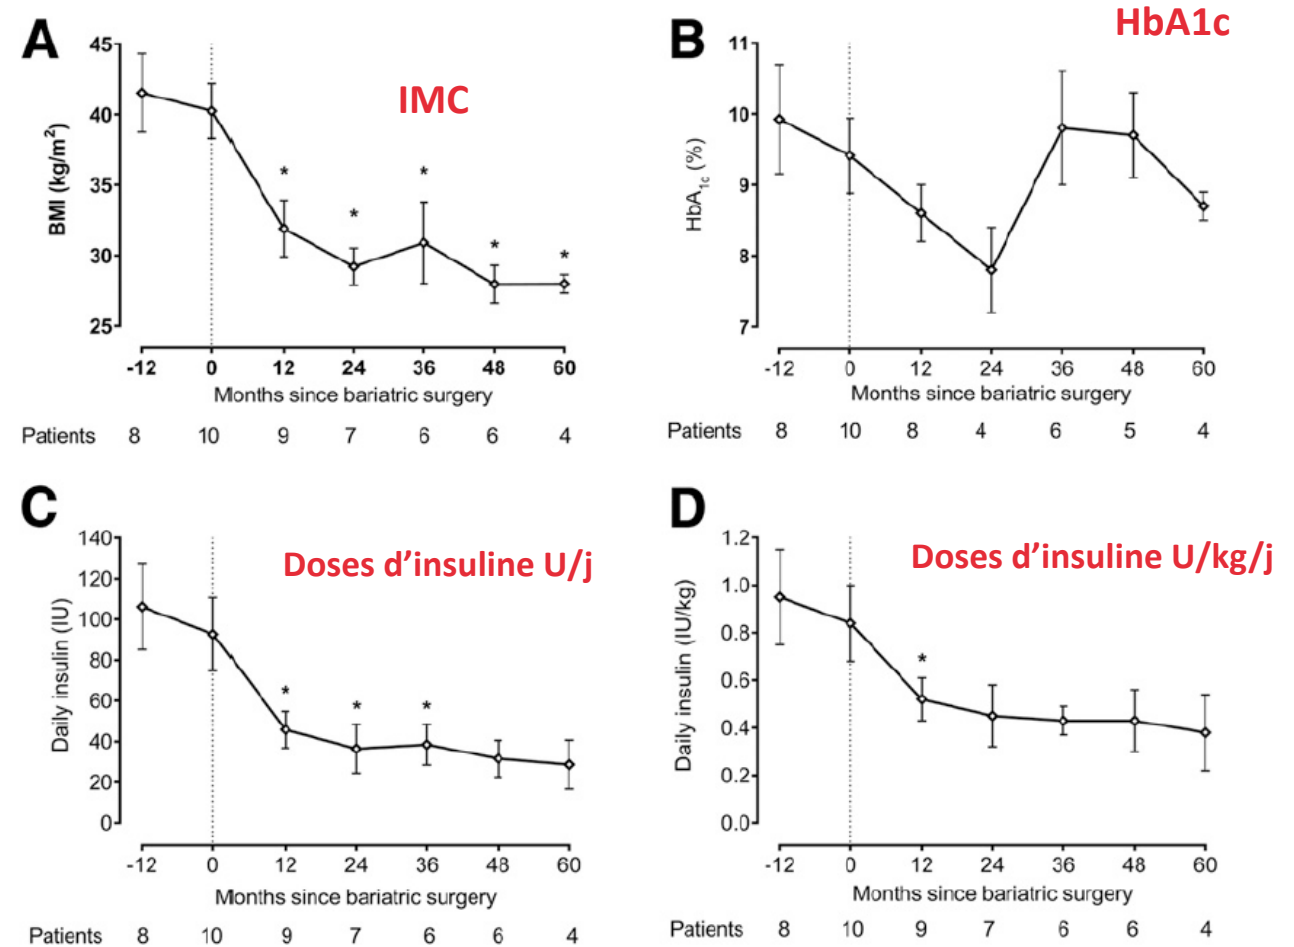 A
IMC
BMI (kg/m²)
45
40
35
30
25
* * * * *
-12 0 12 24 36 48 60
Months since bariatric surgery
Patients 8 10 9 7 6 6 4
B
HbA1c
HbA1c (%)
11
10
9
8
7
-12 0 12 24 36 48 60
Months since bariatric surgery
Patients 8 10 8 4 6 5 4
C
Doses d’insuline U/j
Daily insulin (IU)
140
120
100
80
60
40
20
0
* * *
-12 0 12 24 36 48 60
Months since bariatric surgery
Patients 8 10 9 7 6 6 4
D
Doses d’insuline U/kg/j
Daily insulin (IU/kg)
1.2
1.0
0.8
0.6
0.4
0.2
0.0
*
-12 0 12 24 36 48 60
Months since bariatric surgery
Patients 8 10 9 7 6 6 4